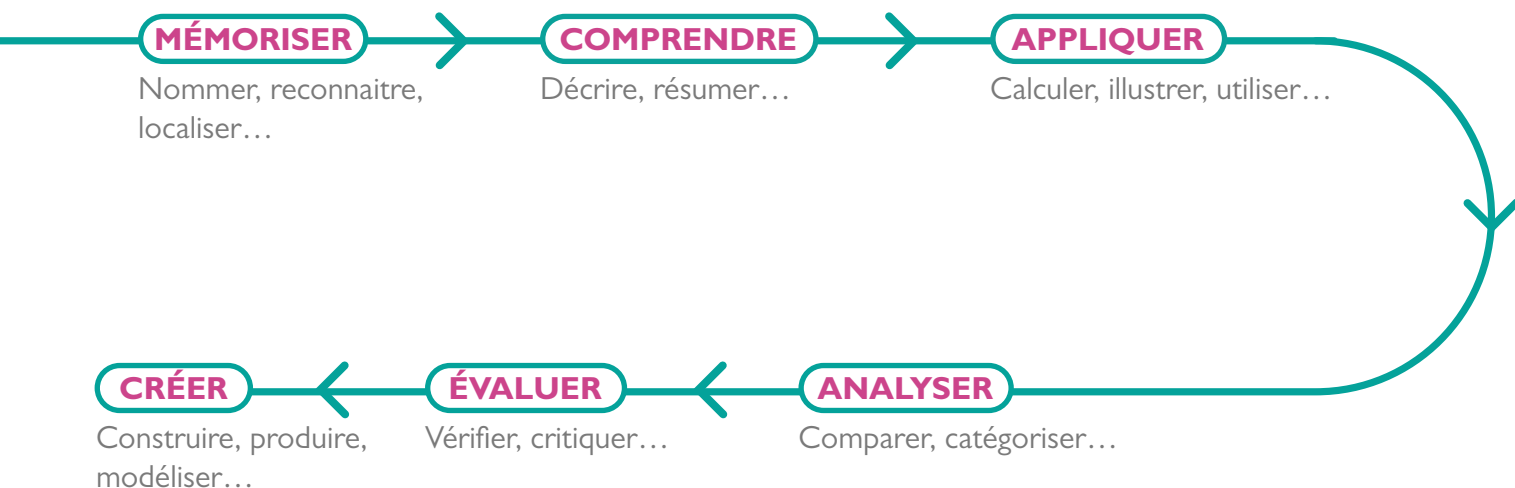 MÉMORISER
Nommer, reconnaitre,
localiser…
COMPRENDRE
Décrire, résumer…
APPLIQUER
Calculer, illustrer, utiliser…
ANALYSER
Comparer, catégoriser…
ÉVALUER
Vérifier, critiquer…
CRÉER
Construire, produire,
modéliser…